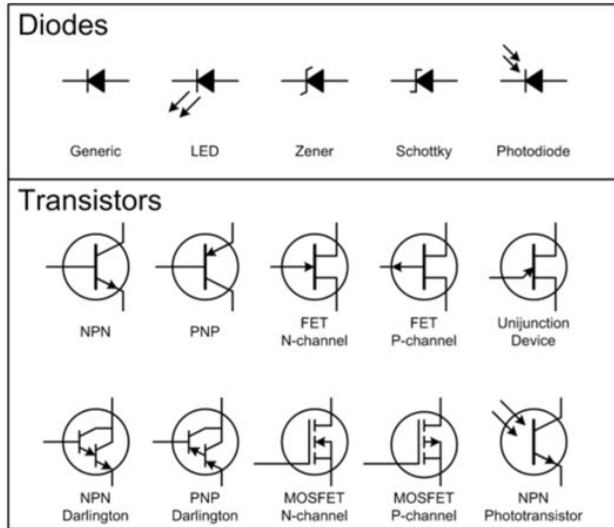 Diodes
Generic
LED
Zener
Schottky
Photodiode
Transistors
NPN
PNP
FET
N-channel
FET
P-channel
Unijunction
Device
NPN
Darlington
PNP
Darlington
MOSFET
N-channel
MOSFET
P-channel
NPN
Phototransistor